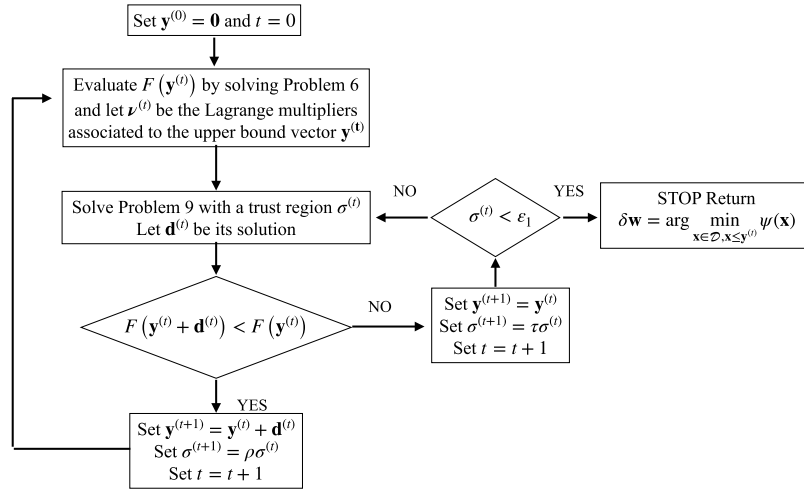 Set 𝐲⁽ᵗ⁼⁰⁾ = 𝟎 and t = 0
Evaluate F (𝐲⁽ᵗ⁾) by solving Problem 6
and let 𝝂⁽ᵗ⁾ be the Lagrange multipliers
associated to the upper bound vector 𝐲⁽ᵗ⁾
Solve Problem 9 with a trust region σ⁽ᵗ⁾
Let 𝐝⁽ᵗ⁾ be its solution
NO
σ⁽ᵗ⁾ < ε₁
YES
STOP Return
δ𝐰 = arg min ψ(𝐱)
𝐱∈𝒟,𝐱≤𝐲⁽ᵗ⁾
F (𝐲⁽ᵗ⁾ + 𝐝⁽ᵗ⁾) < F (𝐲⁽ᵗ⁾)
NO
Set 𝐲⁽ᵗ⁺¹⁾ = 𝐲⁽ᵗ⁾
Set σ⁽ᵗ⁺¹⁾ = τσ⁽ᵗ⁾
Set t = t + 1
YES
Set 𝐲⁽ᵗ⁺¹⁾ = 𝐲⁽ᵗ⁾ + 𝐝⁽ᵗ⁾
Set σ⁽ᵗ⁺¹⁾ = ρσ⁽ᵗ⁾
Set t = t + 1